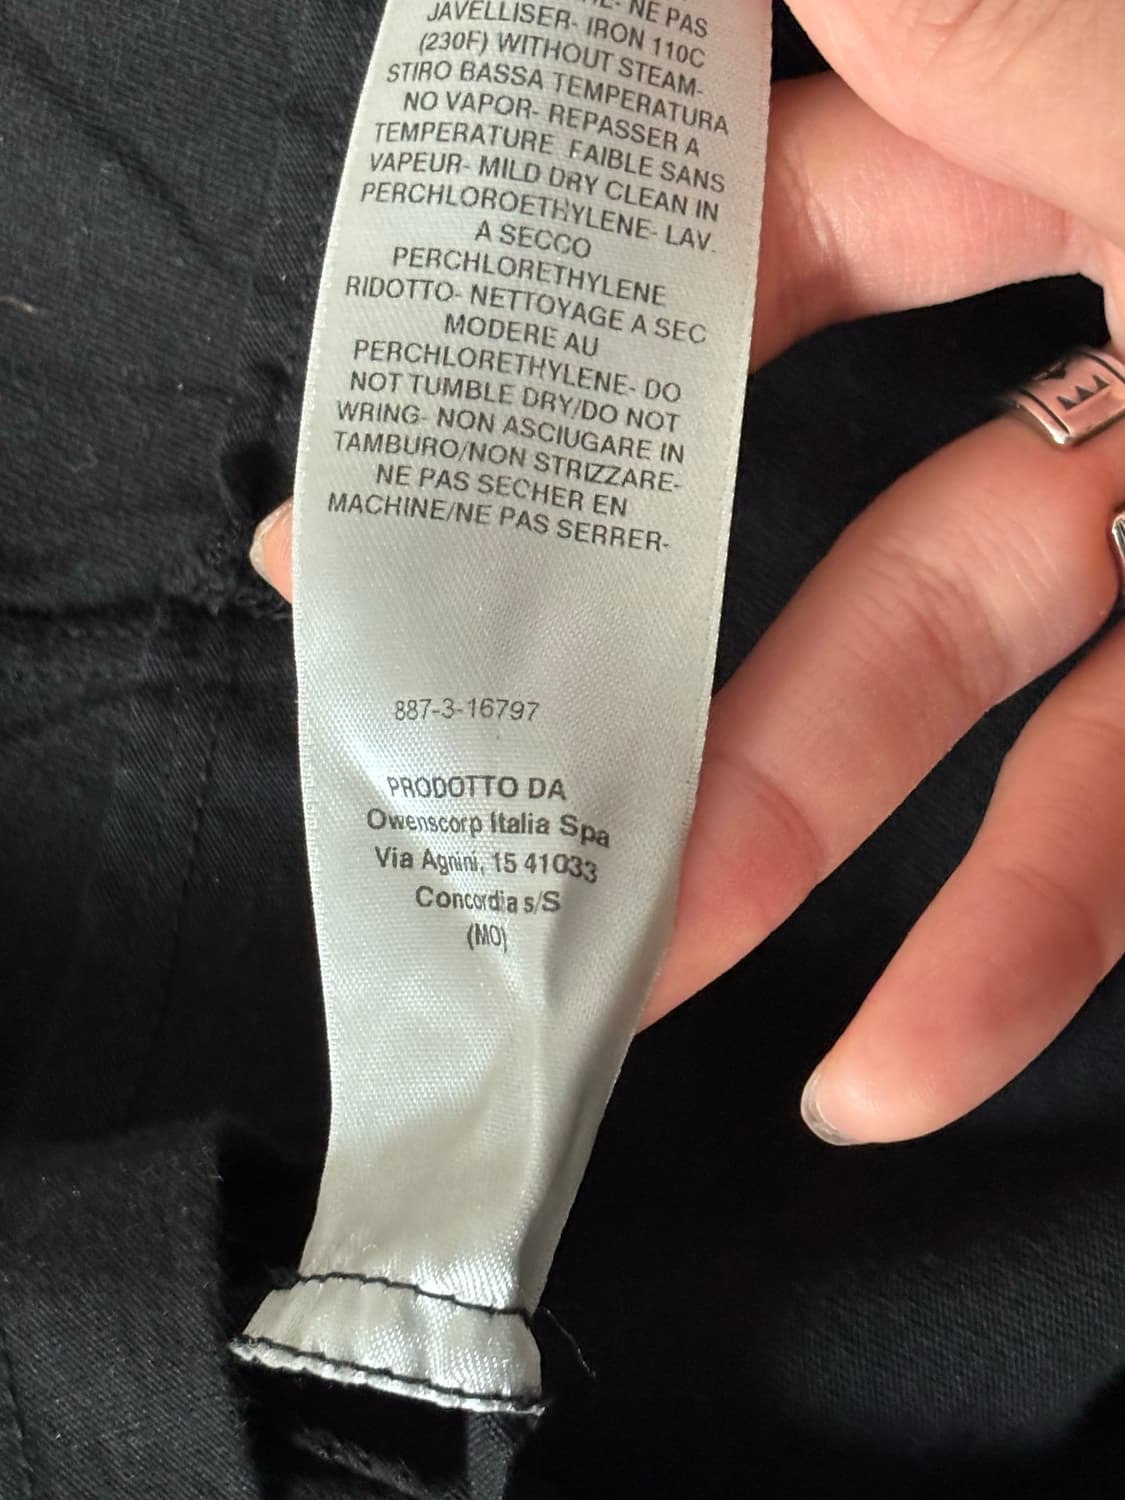 NE PAS
JAVELLISER- IRON 110C
(230F) WITHOUT STEAM-
STIRO BASSA TEMPERATURA
NO VAPOR- REPASSER A
TEMPERATURE FAIBLE SANS
VAPEUR- MILD DRY CLEAN IN
PERCHLOROETHYLENE- LAV.
A SECCO
PERCHLORETHYLENE
RIDOTTO- NETTOYAGE A SEC
MODERE AU
PERCHLORETHYLENE- DO
NOT TUMBLE DRY/DO NOT
WRING- NON ASCIUGARE IN
TAMBURO/NON STRIZZARE-
NE PAS SECHER EN
MACHINE/NE PAS SERRER-
887-3-16797
PRODOTTO DA
Owenscorp Italia Spa
Via Agnini, 15 41033
Concordia s/S
(MO)